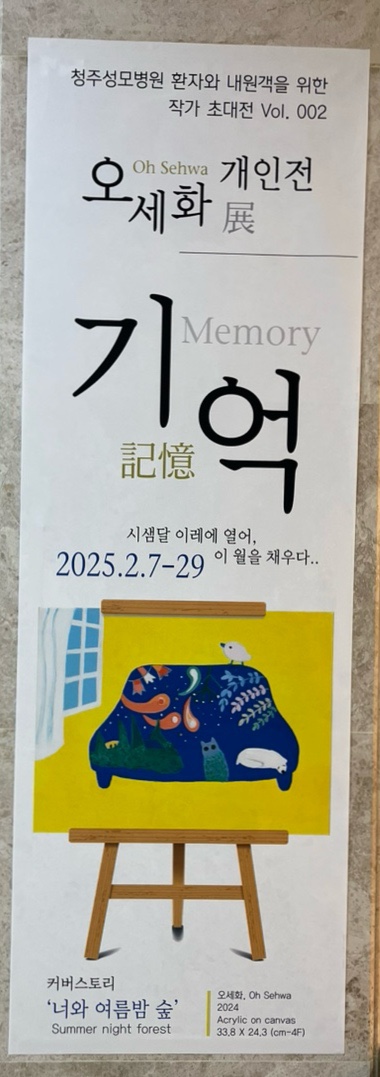 청주성모병원 환자와 내원객을 위한
작가 초대전 Vol. 002
오세화 Oh Sehwa 개인전
展
기억 Memory
記憶
시샘달 이레에 열어,
2025.2.7-29 이 월을 채우다..
커버스토리
'너와 여름밤 숲'
Summer night forest
오세화, Oh Sehwa
2024
Acrylic on canvas
33,8 X 24,3 (cm-4F)